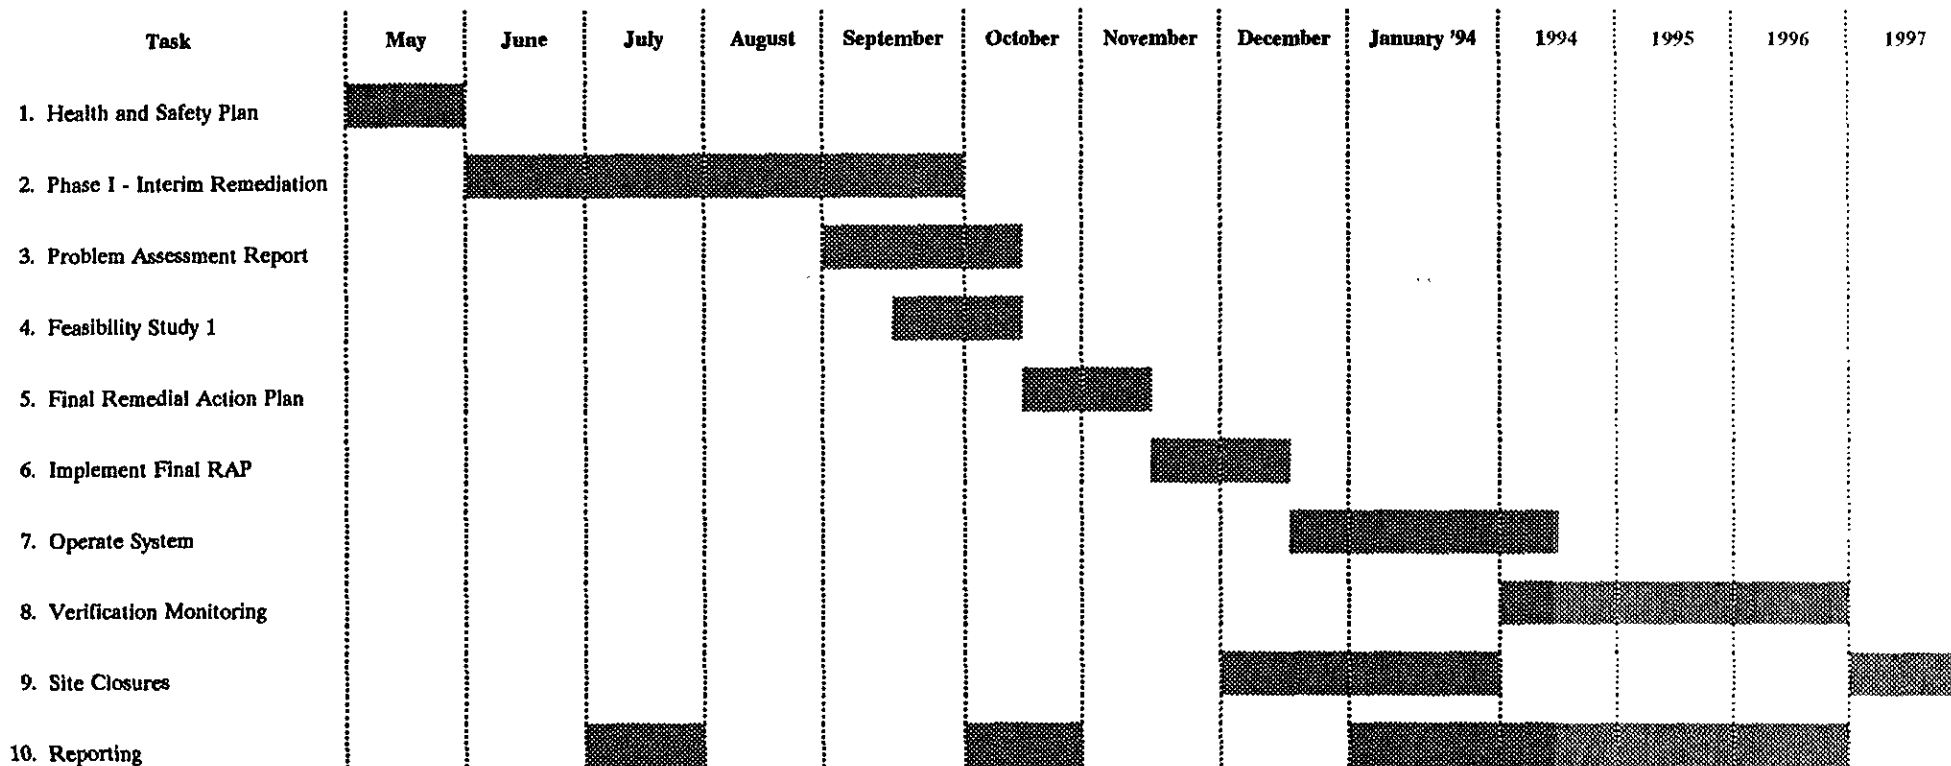 Task May June July August September October November December January '94 1994 1995 1996 1997
1. Health and Safety Plan
2. Phase I - Interim Remediation
3. Problem Assessment Report
4. Feasibility Study 1
5. Final Remedial Action Plan
6. Implement Final RAP
7. Operate System
8. Verification Monitoring
9. Site Closures
10. Reporting